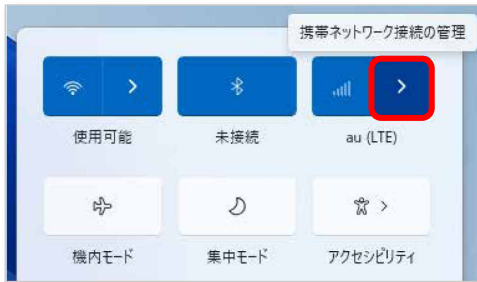 携帯ネットワーク接続の管理
使用可能
未接続
au (LTE)
機内モード
集中モード
アクセシビリティ